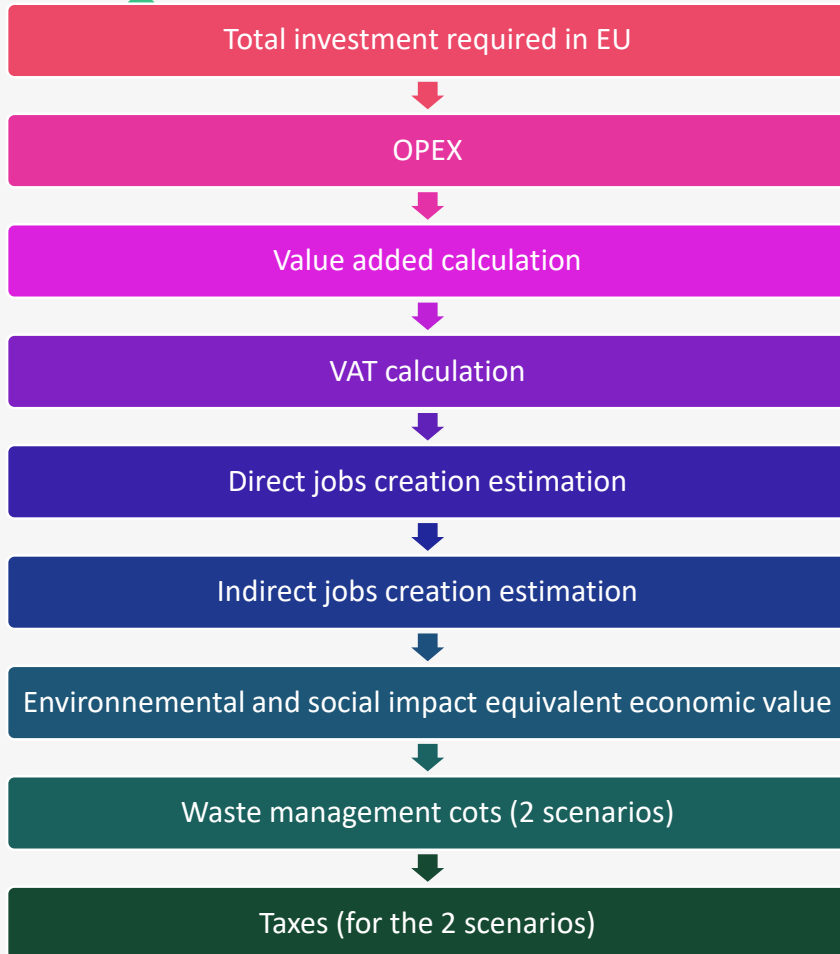 Total investment required in EU
OPEX
Value added calculation
VAT calculation
Direct jobs creation estimation
Indirect jobs creation estimation
Environnemental and social impact equivalent economic value
Waste management cots (2 scenarios)
Taxes (for the 2 scenarios)